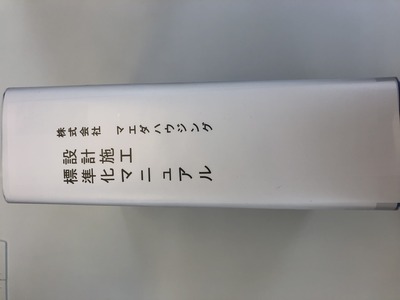 株式会社 マエダハウジング
設計施工
標準化マニュアル